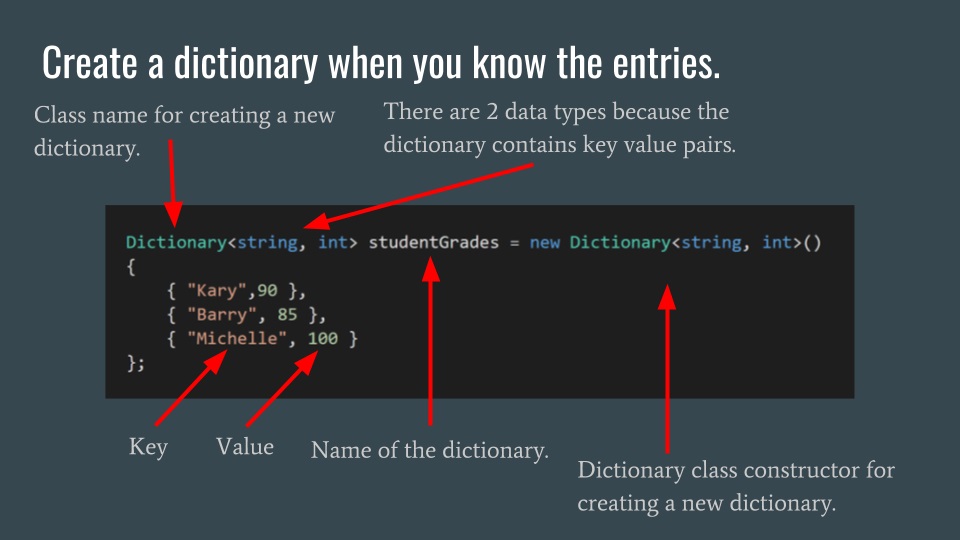 Create a dictionary when you know the entries.
Class name for creating a new
dictionary.
There are 2 data types because the
dictionary contains key value pairs.
Dictionary<string, int> studentGrades = new Dictionary<string, int>()
{
    { "Kary",90 },
    { "Barry", 85 },
    { "Michelle", 100 }
};
Key
Value
Name of the dictionary.
Dictionary class constructor for
creating a new dictionary.